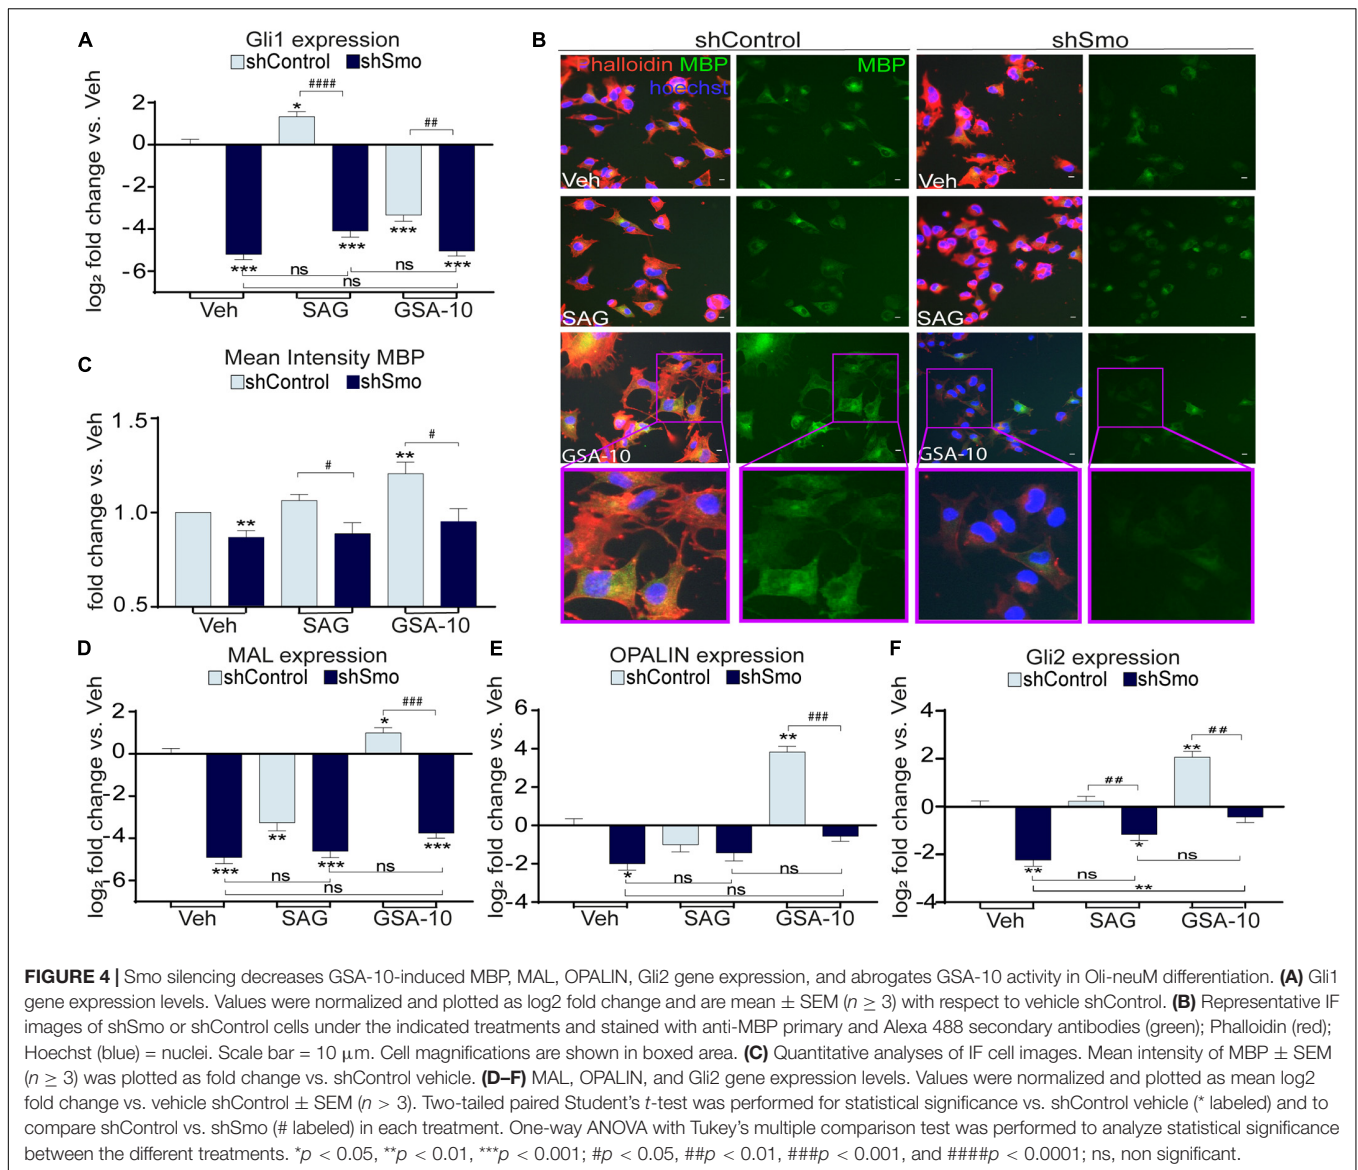 A
Gli1 expression
shControl shSmo
log₂ fold change vs. Veh
2
0
-2
-4
-6
*
####
##
***
***
***
***
ns
ns
ns
Veh SAG GSA-10
B
shControl shSmo
Phalloidin MBP
hoechst
MBP
Veh
Veh
SAG
SAG
GSA-10
GSA-10
C
Mean Intensity MBP
shControl shSmo
fold change vs. Veh
1.5
1.0
0.5
**
#
**
#
Veh SAG GSA-10
D
MAL expression
shControl shSmo
log₂ fold change vs. Veh
2
0
-2
-4
-6
***
**
***
*
###
***
ns
ns
ns
Veh SAG GSA-10
E
OPALIN expression
shControl shSmo
log₂ fold change vs. Veh
6
4
2
0
-2
-4
*
**
###
ns
ns
ns
Veh SAG GSA-10
F
Gli2 expression
shControl shSmo
log₂ fold change vs. Veh
4
2
0
-2
-4
**
##
*
**
##
ns
ns
**
Veh SAG GSA-10
FIGURE 4 | Smo silencing decreases GSA-10-induced MBP, MAL, OPALIN, Gli2 gene expression, and abrogates GSA-10 activity in Oli-neuM differentiation. (A) Gli1
gene expression levels. Values were normalized and plotted as log2 fold change and are mean ± SEM (n ≥ 3) with respect to vehicle shControl. (B) Representative IF
images of shSmo or shControl cells under the indicated treatments and stained with anti-MBP primary and Alexa 488 secondary antibodies (green); Phalloidin (red);
Hoechst (blue) = nuclei. Scale bar = 10 μm. Cell magnifications are shown in boxed area. (C) Quantitative analyses of IF cell images. Mean intensity of MBP ± SEM
(n ≥ 3) was plotted as fold change vs. shControl vehicle. (D–F) MAL, OPALIN, and Gli2 gene expression levels. Values were normalized and plotted as mean log2
fold change vs. vehicle shControl ± SEM (n > 3). Two-tailed paired Student's t-test was performed for statistical significance vs. shControl vehicle (* labeled) and to
compare shControl vs. shSmo (# labeled) in each treatment. One-way ANOVA with Tukey's multiple comparison test was performed to analyze statistical significance
between the different treatments. *p < 0.05, **p < 0.01, ***p < 0.001; #p < 0.05, ##p < 0.01, ###p < 0.001, and ####p < 0.0001; ns, non significant.